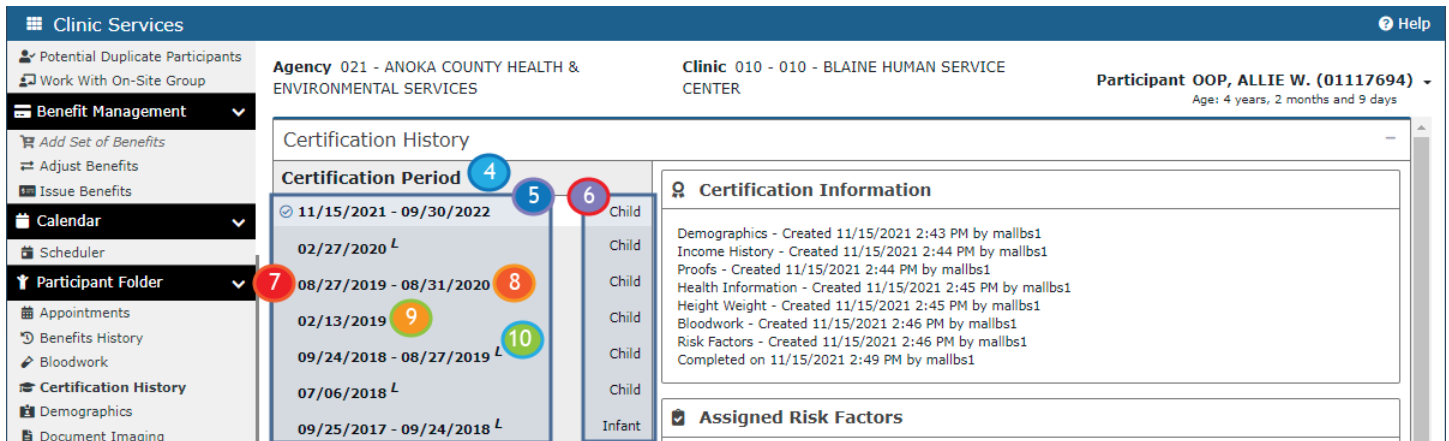 Clinic Services
Help
Potential Duplicate Participants
Work With On-Site Group
Benefit Management
Add Set of Benefits
Adjust Benefits
Issue Benefits
Calendar
Scheduler
Participant Folder
Appointments
Benefits History
Bloodwork
Certification History
Demographics
Document Imaging
Agency 021 - ANOKA COUNTY HEALTH &
ENVIRONMENTAL SERVICES
Clinic 010 - 010 - BLAINE HUMAN SERVICE
CENTER
Participant OOP, ALLIE W. (01117694)
Age: 4 years, 2 months and 9 days
Certification History
Certification Period 4
5 6
11/15/2021 - 09/30/2022 Child
02/27/2020 L Child
7 08/27/2019 - 08/31/2020 8 Child
02/13/2019 9 Child
10
09/24/2018 - 08/27/2019 L Child
07/06/2018 L Child
09/25/2017 - 09/24/2018 L Infant
Certification Information
Demographics - Created 11/15/2021 2:43 PM by mallbs1
Income History - Created 11/15/2021 2:44 PM by mallbs1
Proofs - Created 11/15/2021 2:44 PM by mallbs1
Health Information - Created 11/15/2021 2:45 PM by mallbs1
Height Weight - Created 11/15/2021 2:45 PM by mallbs1
Bloodwork - Created 11/15/2021 2:46 PM by mallbs1
Risk Factors - Created 11/15/2021 2:46 PM by mallbs1
Completed on 11/15/2021 2:49 PM by mallbs1
Assigned Risk Factors